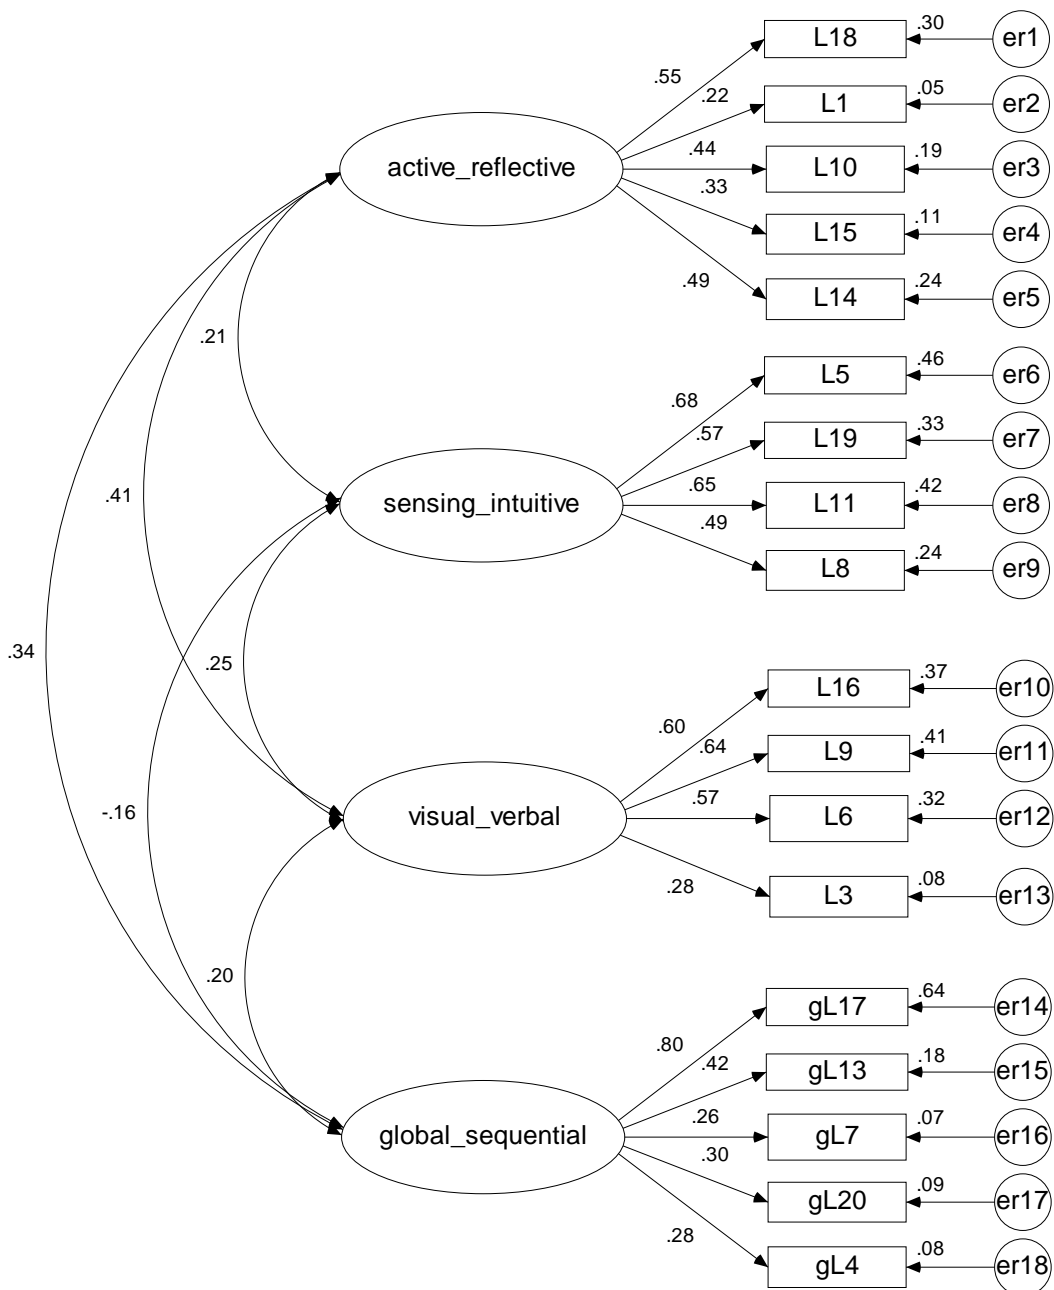 .30
L18
er1
.55
.22
.05
L1
er2
active_reflective
.44
.19
L10
er3
.33
.11
L15
er4
.49
.24
L14
er5
.21
.46
L5
er6
.68
.57
.33
L19
er7
.41
sensing_intuitive
.65
.42
L11
er8
.49
.24
L8
er9
.34
.25
.37
L16
er10
.60
.64
.41
L9
er11
-.16
visual_verbal
.57
.32
L6
er12
.28
.08
L3
er13
.20
.64
gL17
er14
.80
.42
.18
gL13
er15
global_sequential
.26
.07
gL7
er16
.30
.09
gL20
er17
.28
.08
gL4
er18